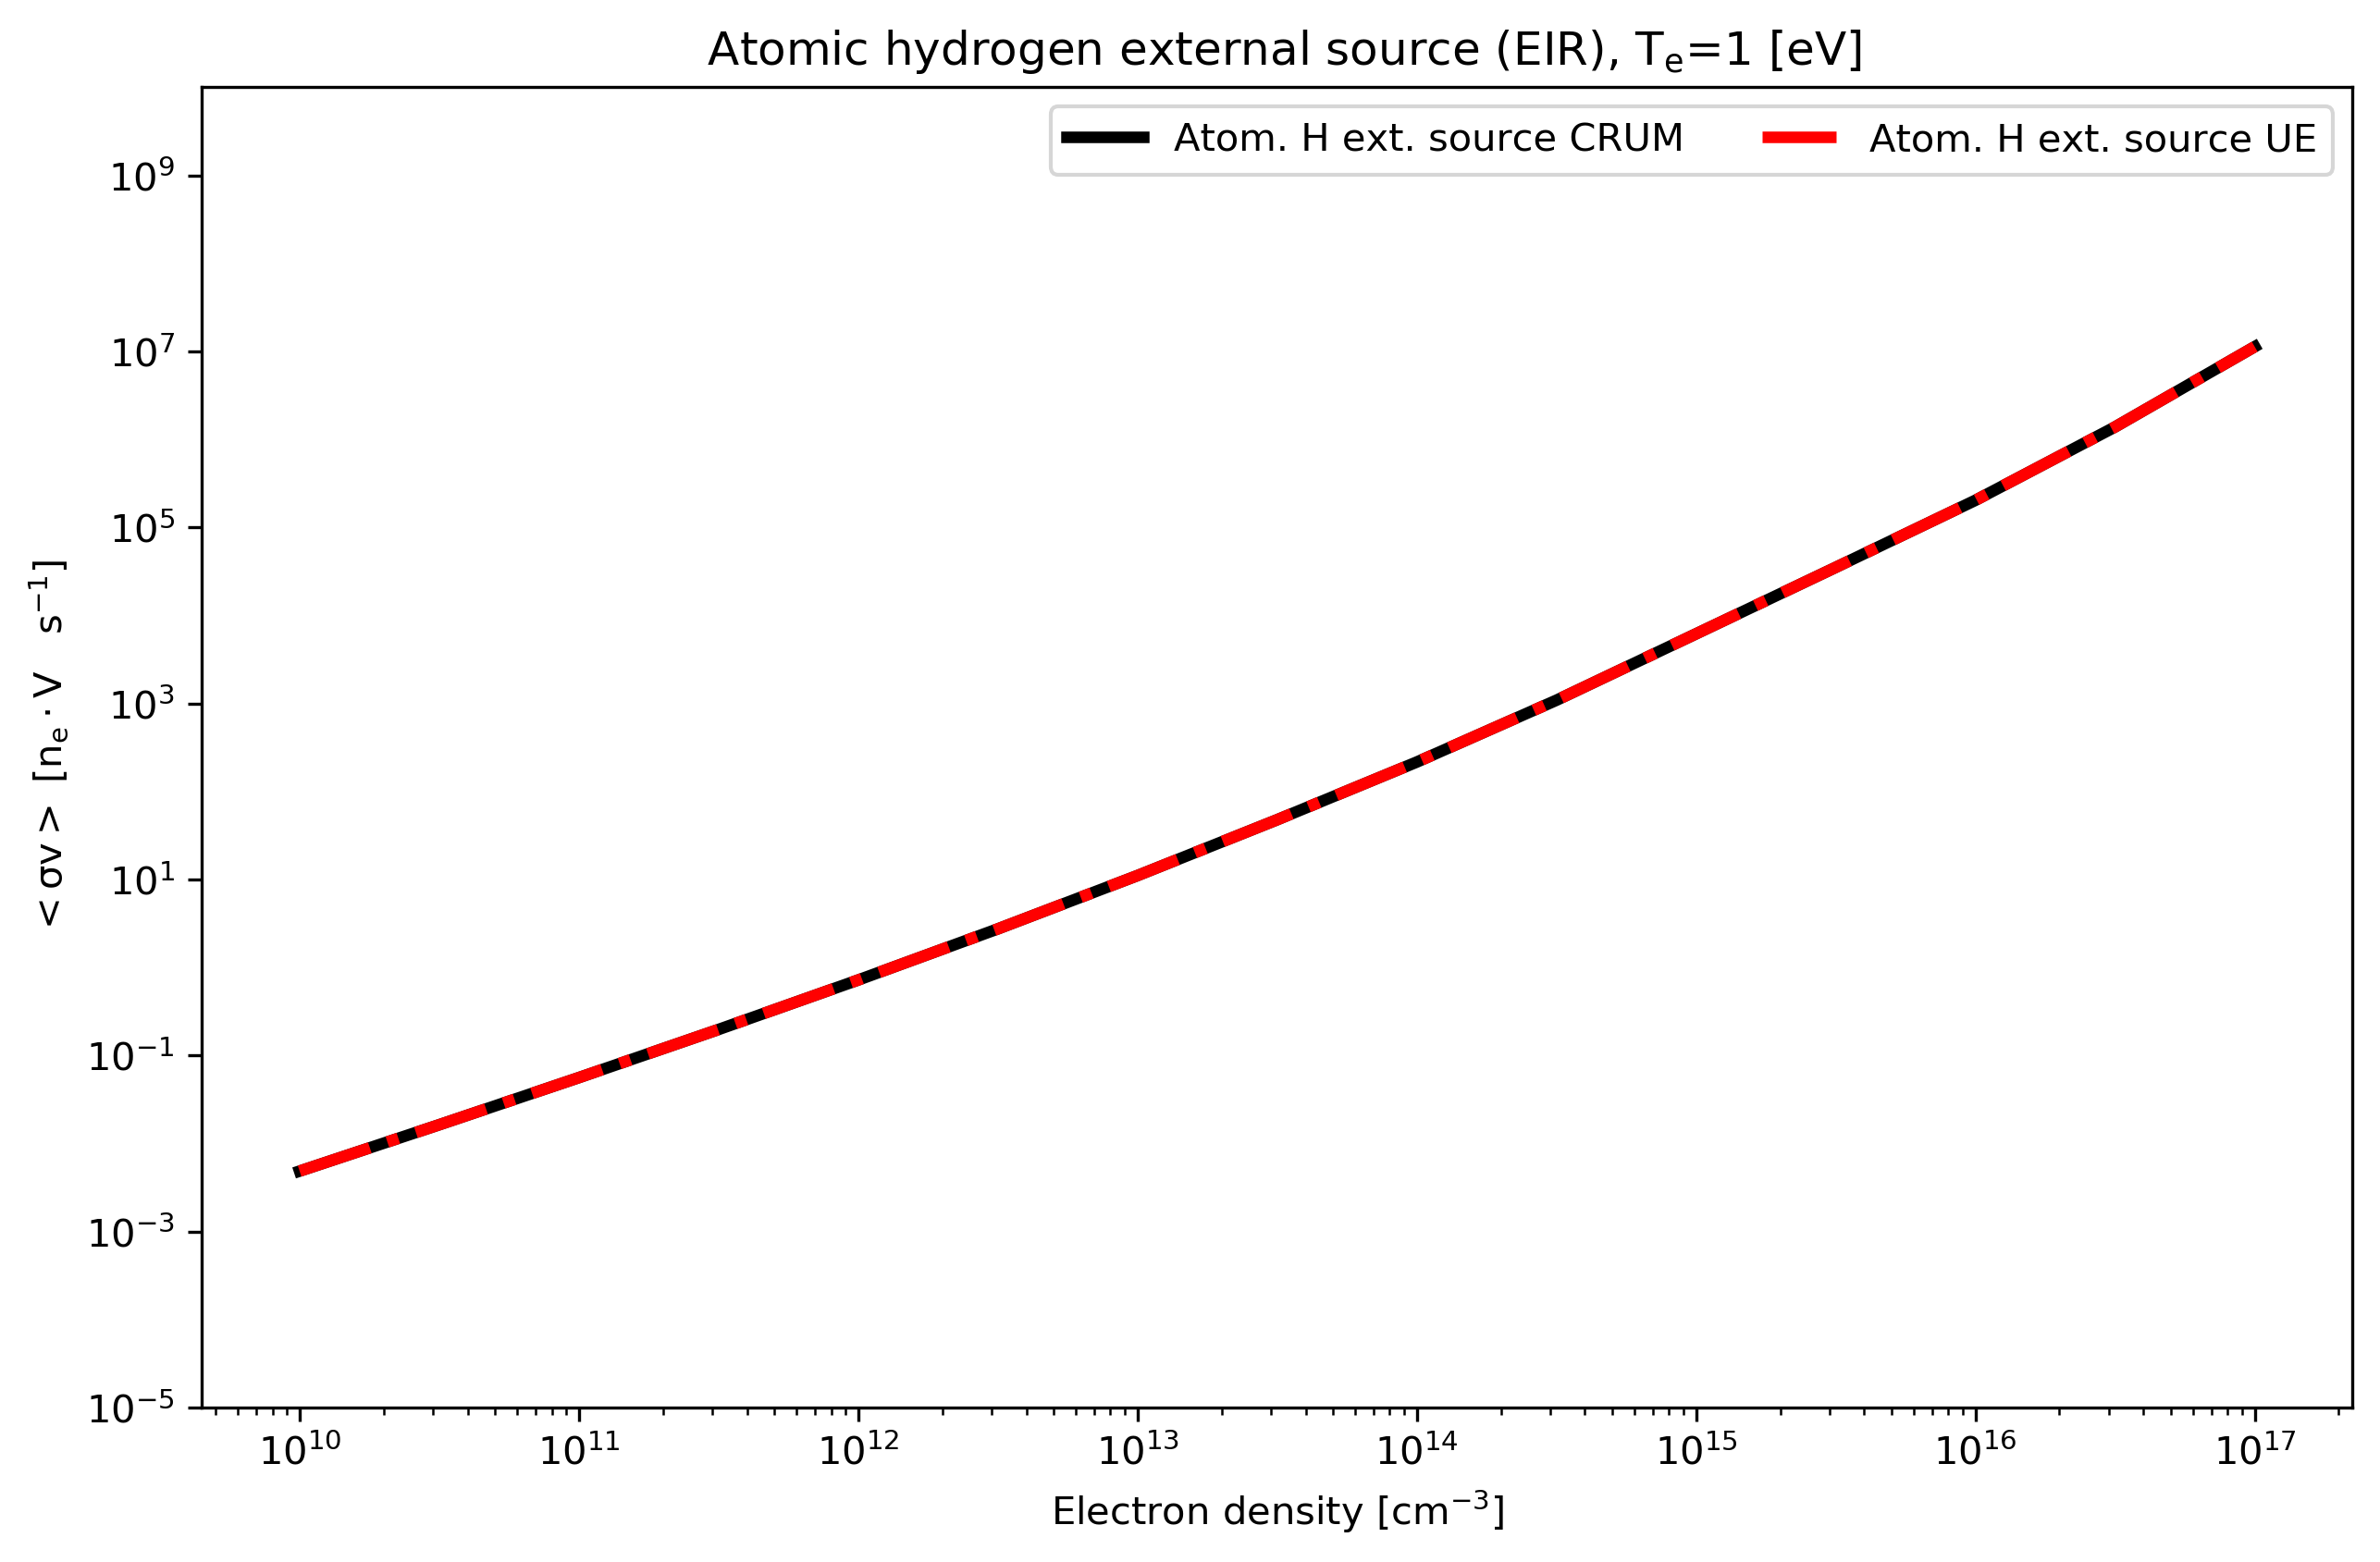 Atomic hydrogen external source (EIR), Tₑ=1 [eV]
Atom. H ext. source CRUM
Atom. H ext. source UE
<σv> [nₑ · V s⁻¹]
10⁹
10⁷
10⁵
10³
10¹
10⁻¹
10⁻³
10⁻⁵
10¹⁰ 10¹¹ 10¹² 10¹³ 10¹⁴ 10¹⁵ 10¹⁶ 10¹⁷
Electron density [cm⁻³]